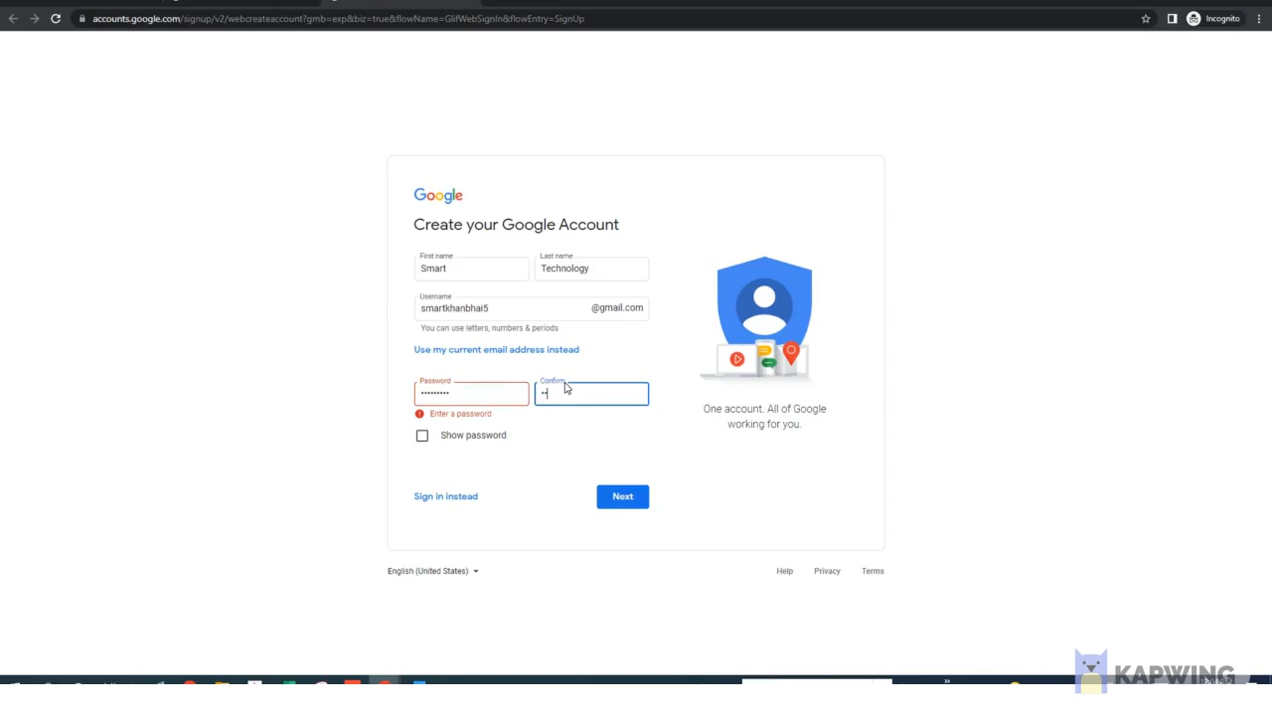 accounts.google.com/signup/v2/webcreateaccount?gmb=exp&biz=true&flowName=GlifWebSignIn&flowEntry=SignUp
Incognito
Google
Create your Google Account
First name
Smart
Last name
Technology
Username
smartkhanbhai5
@gmail.com
You can use letters, numbers & periods
Use my current email address instead
Password
Confirm
Enter a password
Show password
Sign in instead
Next
One account. All of Google
working for you.
English (United States)
Help
Privacy
Terms
KAPWING